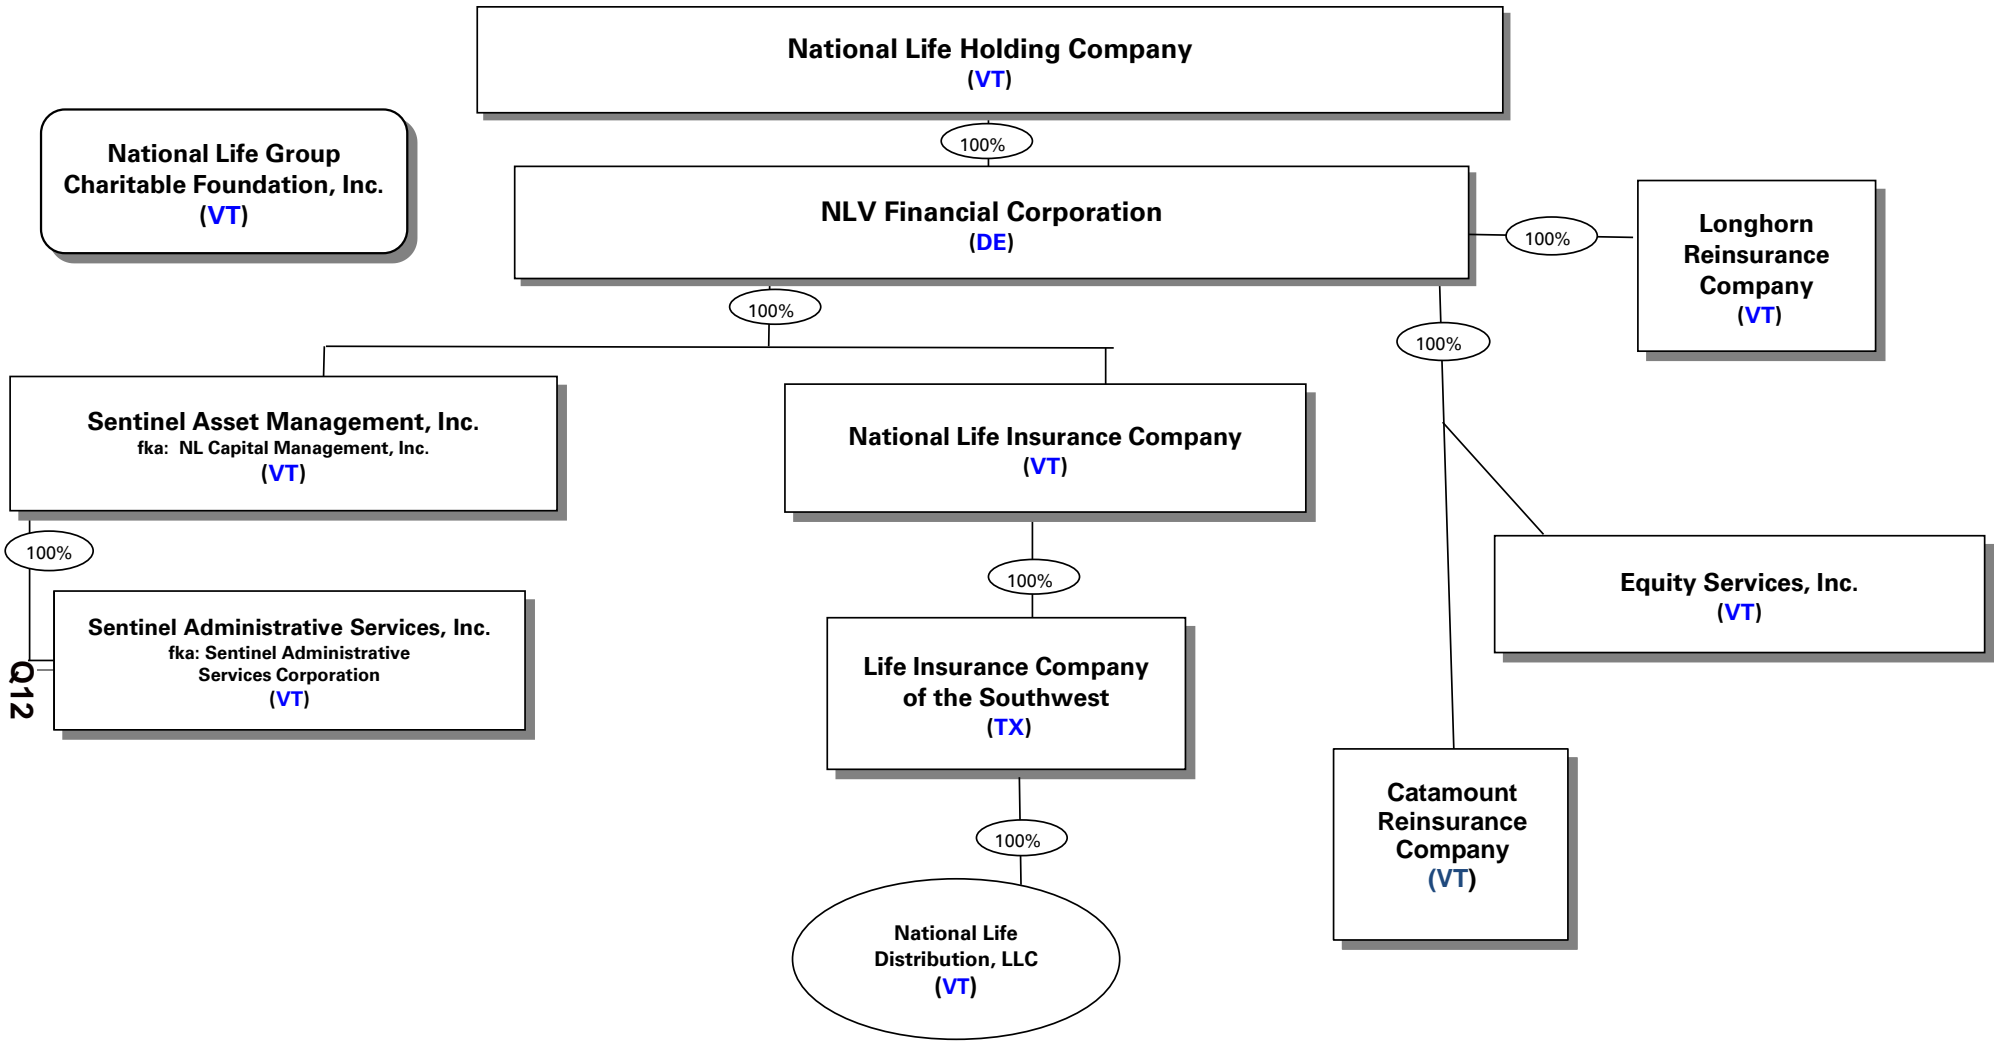 National Life Holding Company
(VT)
National Life Group
Charitable Foundation, Inc.
(VT)
100%
NLV Financial Corporation
(DE)
100%
Longhorn
Reinsurance
Company
(VT)
100%
100%
Sentinel Asset Management, Inc.
fka:  NL Capital Management, Inc.
(VT)
National Life Insurance Company
(VT)
100%
100%
Equity Services, Inc.
(VT)
Sentinel Administrative Services, Inc.
fka: Sentinel Administrative
Services Corporation
(VT)
Q12
Life Insurance Company
of the Southwest
(TX)
Catamount
Reinsurance
Company
(VT)
100%
National Life
Distribution, LLC
(VT)